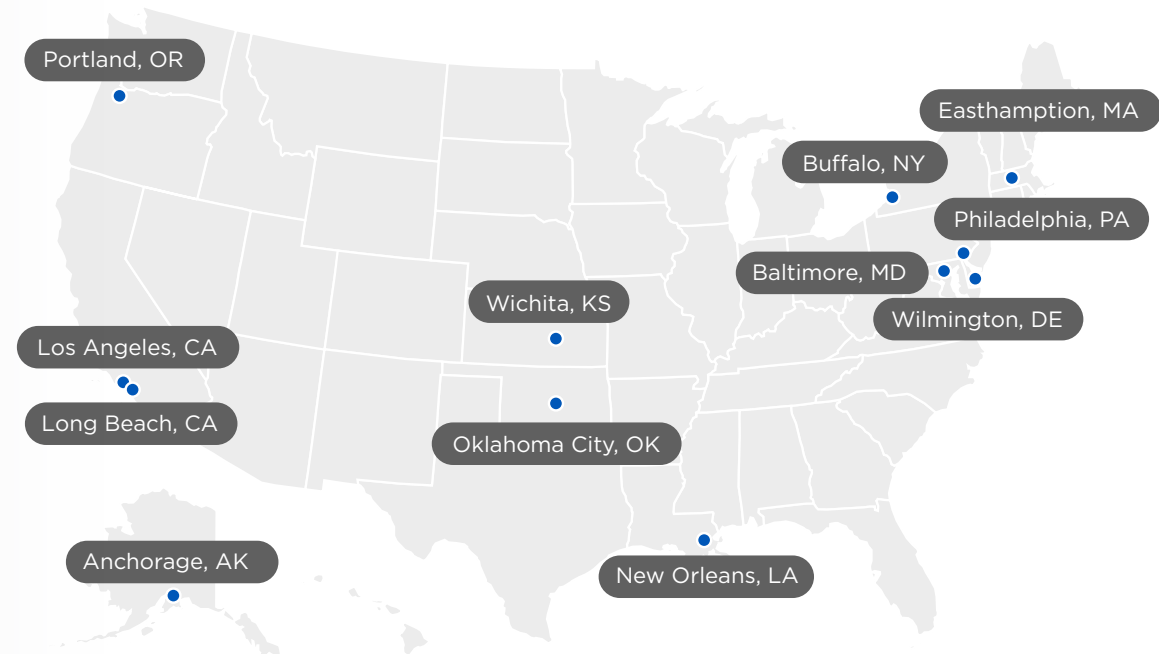 Portland, OR
Easthamption, MA
Buffalo, NY
Philadelphia, PA
Baltimore, MD
Wichita, KS
Wilmington, DE
Los Angeles, CA
Long Beach, CA
Oklahoma City, OK
Anchorage, AK
New Orleans, LA